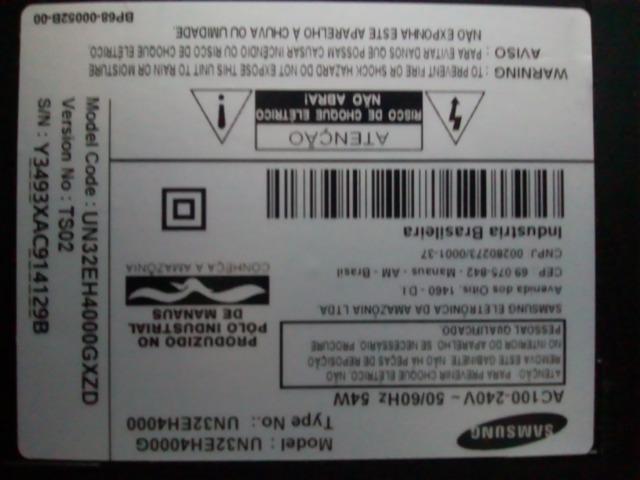 SAMSUNG
Model : UN32EH4000G
Type No.: UN32EH4000
AC100-240V ~ 50/60Hz 54W
ATENÇÃO: PARA PREVENIR CHOQUE ELÉTRICO, NÃO
REMOVA ESTE GABINETE. NÃO HÁ PEÇAS DE REPOSIÇÃO
NO INTERIOR DO APARELHO. SE NECESSÁRIO PROCURE
PESSOAL QUALIFICADO.
SAMSUNG ELETRÔNICA DA AMAZÔNIA LTDA
Avenida dos Oitis, 1460 - D.I.
CEP 69.075-842 - Manaus - AM - Brasil
CNPJ. 00280273/0001-37
Industria Brasileira
PRODUZIDO NO
PÓLO INDUSTRIAL
DE MANAUS
CONHEÇA A AMAZÔNIA
ATENÇÃO
RISCO DE CHOQUE ELÉTRICO
NÃO ABRA!
WARNING : TO PREVENT FIRE OR SHOCK HAZARD DO NOT EXPOSE THIS UNIT TO RAIN OR MOISTURE
AVISO : PARA EVITAR DANOS QUE POSSAM CAUSAR INCÊNDIO OU RISCO DE CHOQUE ELÉTRICO,
NÃO EXPONHA ESTE APARELHO À CHUVA OU UMIDADE.
BP68-00052B-00
Model Code : UN32EH4000GXZD
Version No : TS02
S/N : Y3493XAC914129B